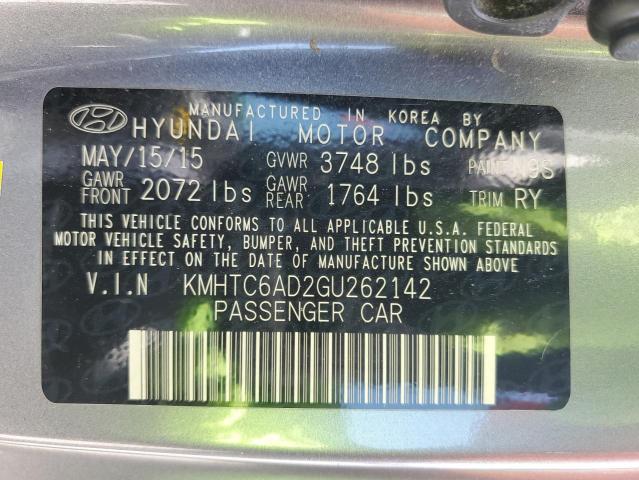 MANUFACTURED IN KOREA BY
HYUNDAI MOTOR COMPANY
MAY/15/15 GVWR 3748 lbs PAINT
GAWR FRONT 2072 lbs GAWR REAR 1764 lbs TRIM RY
THIS VEHICLE CONFORMS TO ALL APPLICABLE U.S.A. FEDERAL
MOTOR VEHICLE SAFETY, BUMPER, AND THEFT PREVENTION STANDARDS
IN EFFECT ON THE DATE OF MANUFACTURE SHOWN ABOVE
V.I.N KMHTC6AD2GU262142
PASSENGER CAR